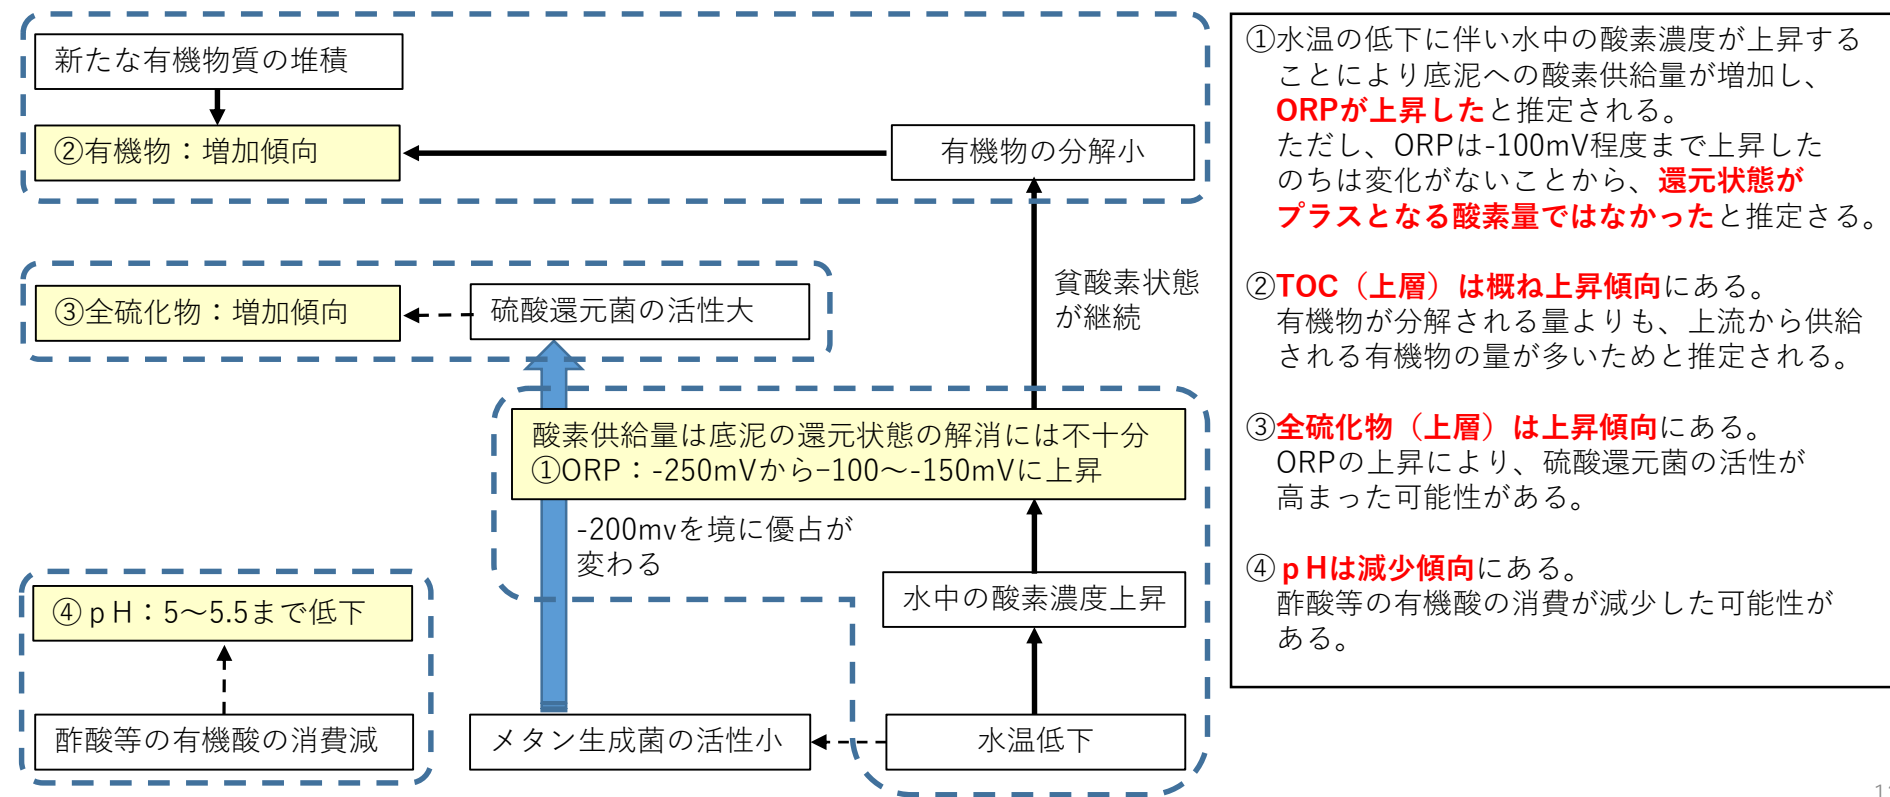 新たな有機物質の堆積
②有機物：増加傾向
有機物の分解小
貧酸素状態
が継続
③全硫化物：増加傾向
硫酸還元菌の活性大
酸素供給量は底泥の還元状態の解消には不十分
①ORP：-250mVから−100～-150mVに上昇
-200mvを境に優占が
変わる
水中の酸素濃度上昇
④ｐH：5～5.5まで低下
酢酸等の有機酸の消費減
メタン生成菌の活性小
水温低下
①水温の低下に伴い水中の酸素濃度が上昇する
ことにより底泥への酸素供給量が増加し、
ORPが上昇したと推定される。
ただし、ORPは-100mV程度まで上昇した
のちは変化がないことから、還元状態が
プラスとなる酸素量ではなかったと推定さる。
②TOC（上層）は概ね上昇傾向にある。
有機物が分解される量よりも、上流から供給
される有機物の量が多いためと推定される。
③全硫化物（上層）は上昇傾向にある。
ORPの上昇により、硫酸還元菌の活性が
高まった可能性がある。
④ｐHは減少傾向にある。
酢酸等の有機酸の消費が減少した可能性が
ある。